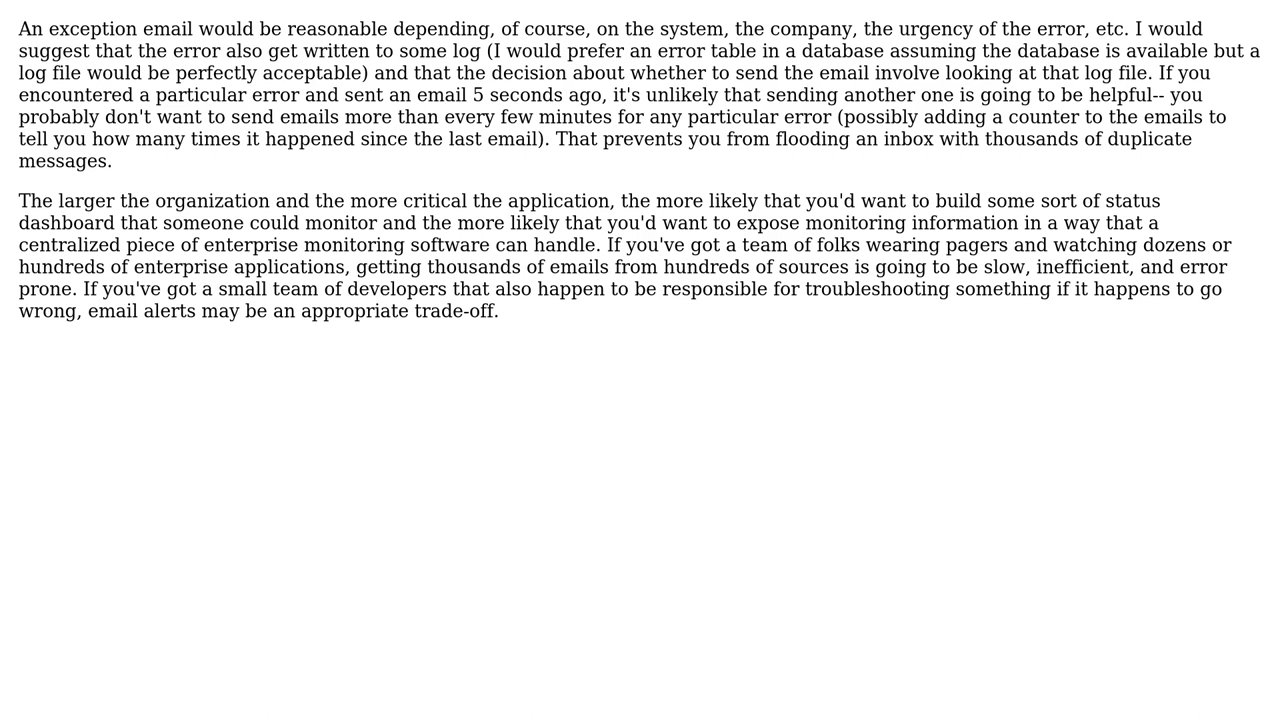 An exception email would be reasonable depending, of course, on the system, the company, the urgency of the error, etc. I would
suggest that the error also get written to some log (I would prefer an error table in a database assuming the database is available but a
log file would be perfectly acceptable) and that the decision about whether to send the email involve looking at that log file. If you
encountered a particular error and sent an email 5 seconds ago, it's unlikely that sending another one is going to be helpful-- you
probably don't want to send emails more than every few minutes for any particular error (possibly adding a counter to the emails to
tell you how many times it happened since the last email). That prevents you from flooding an inbox with thousands of duplicate
messages.
The larger the organization and the more critical the application, the more likely that you'd want to build some sort of status
dashboard that someone could monitor and the more likely that you'd want to expose monitoring information in a way that a
centralized piece of enterprise monitoring software can handle. If you've got a team of folks wearing pagers and watching dozens or
hundreds of enterprise applications, getting thousands of emails from hundreds of sources is going to be slow, inefficient, and error
prone. If you've got a small team of developers that also happen to be responsible for troubleshooting something if it happens to go
wrong, email alerts may be an appropriate trade-off.